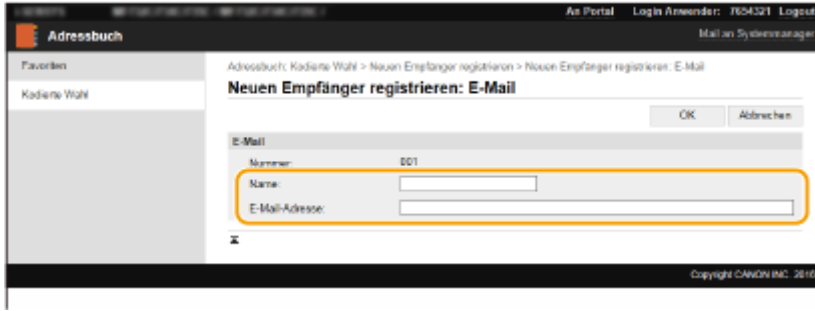 An Portal Login Anwender: 7654321 Logout
Adressbuch
Mail an Systemmanager
Favoriten
Kodierte Wahl
Adressbuch: Kodierte Wahl > Neuen Empfänger registrieren > Neuen Empfänger registrieren: E-Mail
Neuen Empfänger registrieren: E-Mail
OK Abbrechen
E-Mail
Nummer: 001
Name:
E-Mail-Adresse:
Copyright CANON INC. 2016